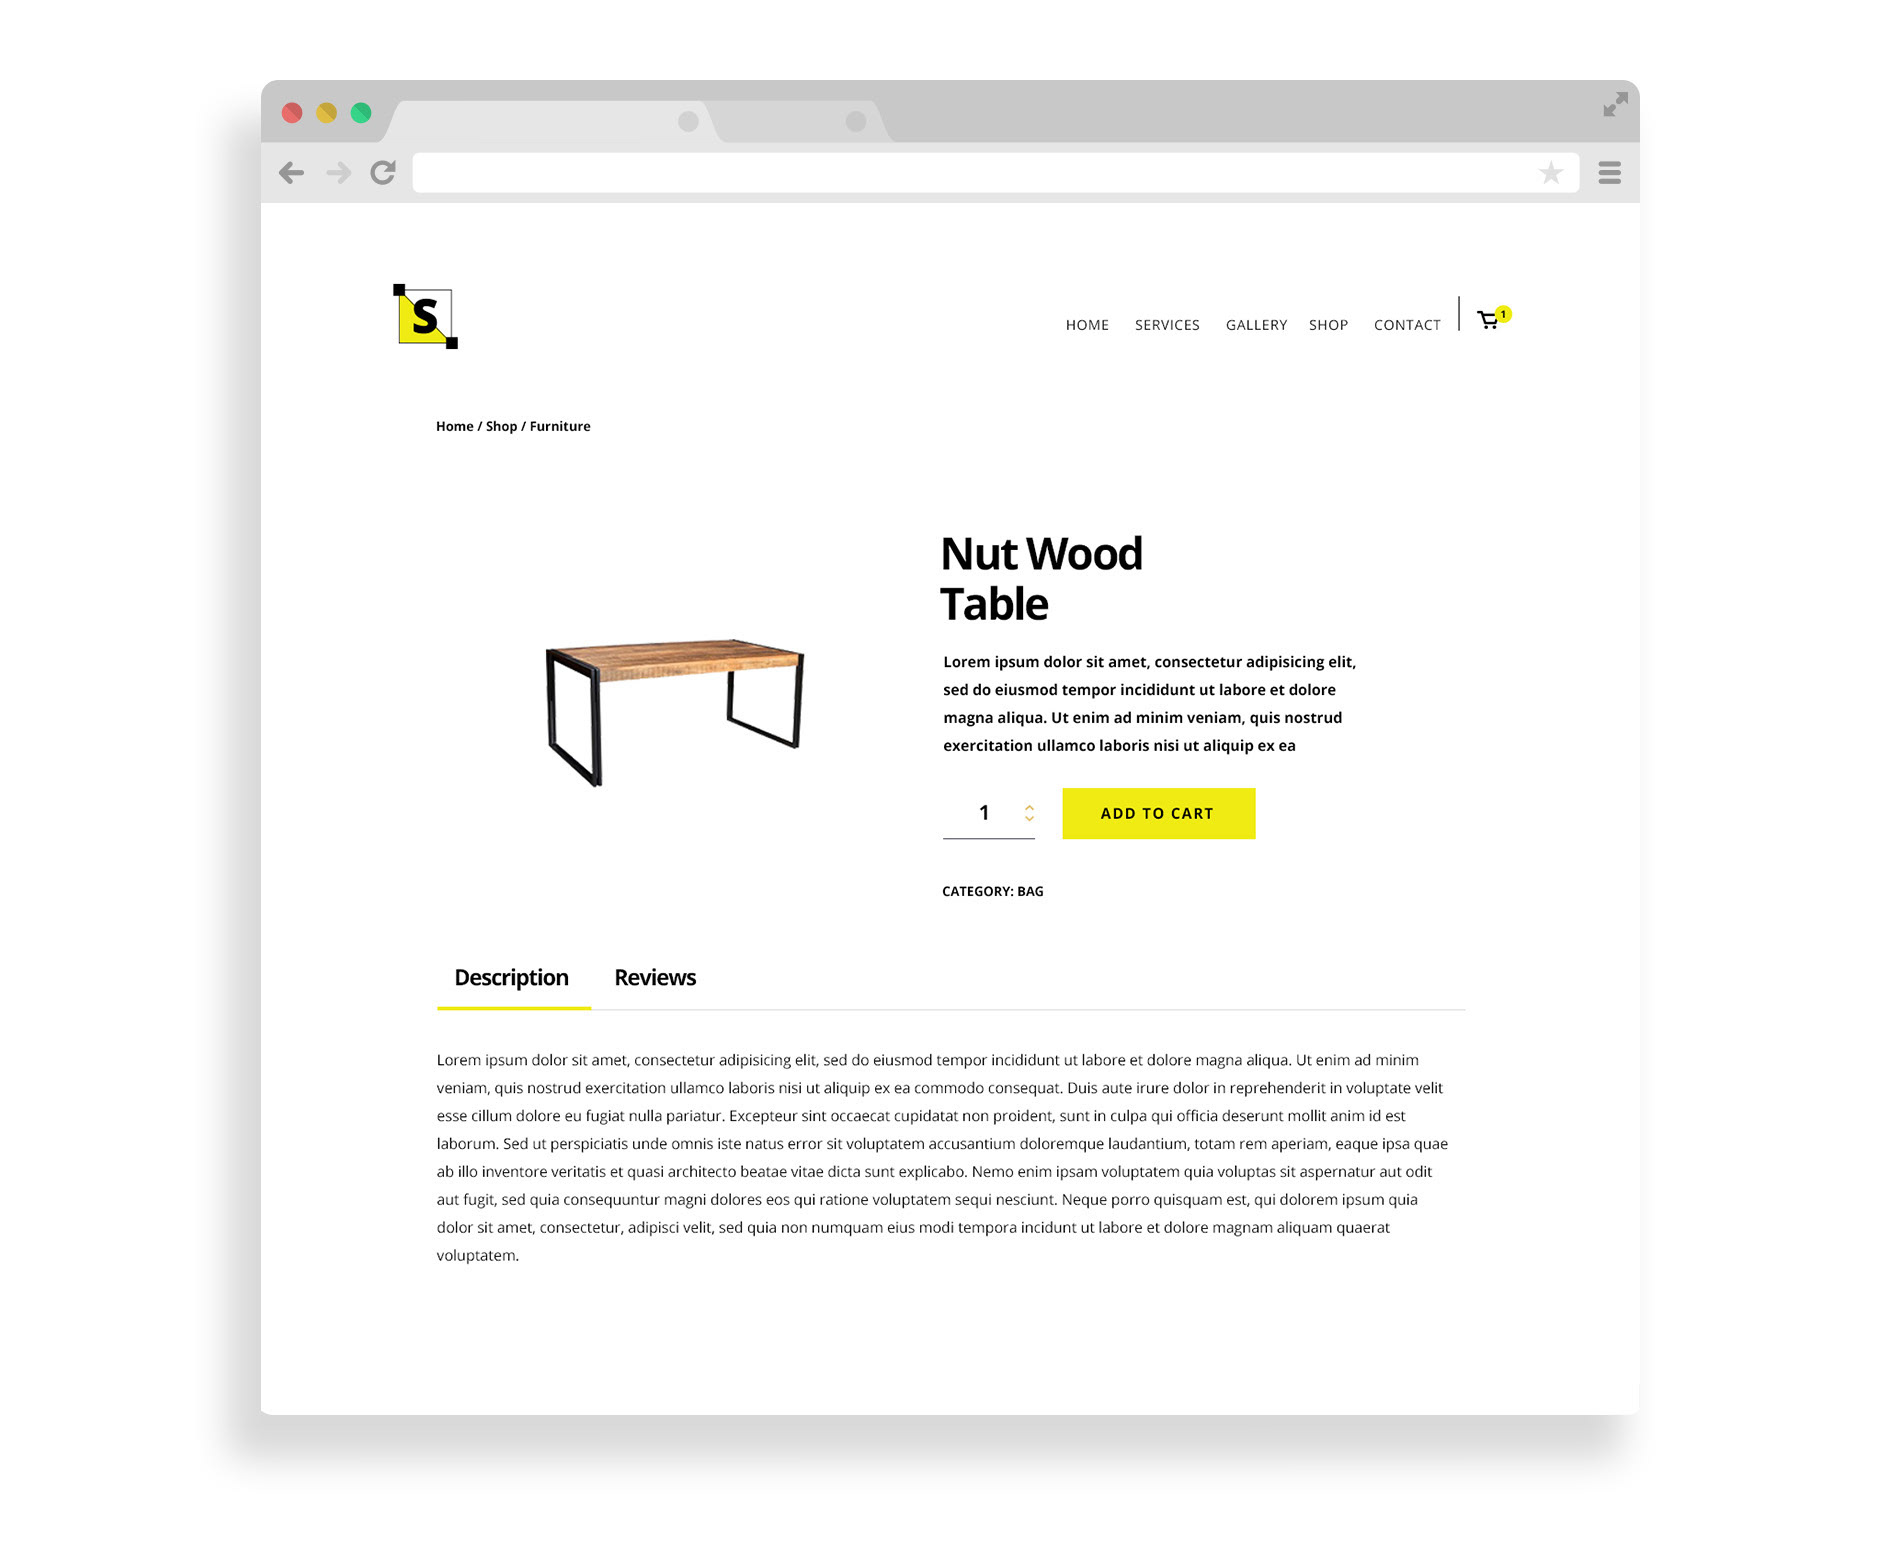 S
HOME SERVICES GALLERY SHOP CONTACT 1
Home / Shop / Furniture
Nut Wood
Table
Lorem ipsum dolor sit amet, consectetur adipisicing elit,
sed do eiusmod tempor incididunt ut labore et dolore
magna aliqua. Ut enim ad minim veniam, quis nostrud
exercitation ullamco laboris nisi ut aliquip ex ea
1 ADD TO CART
CATEGORY: BAG
Description Reviews
Lorem ipsum dolor sit amet, consectetur adipisicing elit, sed do eiusmod tempor incididunt ut labore et dolore magna aliqua. Ut enim ad minim
veniam, quis nostrud exercitation ullamco laboris nisi ut aliquip ex ea commodo consequat. Duis aute irure dolor in reprehenderit in voluptate velit
esse cillum dolore eu fugiat nulla pariatur. Excepteur sint occaecat cupidatat non proident, sunt in culpa qui officia deserunt mollit anim id est
laborum. Sed ut perspiciatis unde omnis iste natus error sit voluptatem accusantium doloremque laudantium, totam rem aperiam, eaque ipsa quae
ab illo inventore veritatis et quasi architecto beatae vitae dicta sunt explicabo. Nemo enim ipsam voluptatem quia voluptas sit aspernatur aut odit
aut fugit, sed quia consequuntur magni dolores eos qui ratione voluptatem sequi nesciunt. Neque porro quisquam est, qui dolorem ipsum quia
dolor sit amet, consectetur, adipisci velit, sed quia non numquam eius modi tempora incidunt ut labore et dolore magnam aliquam quaerat
voluptatem.